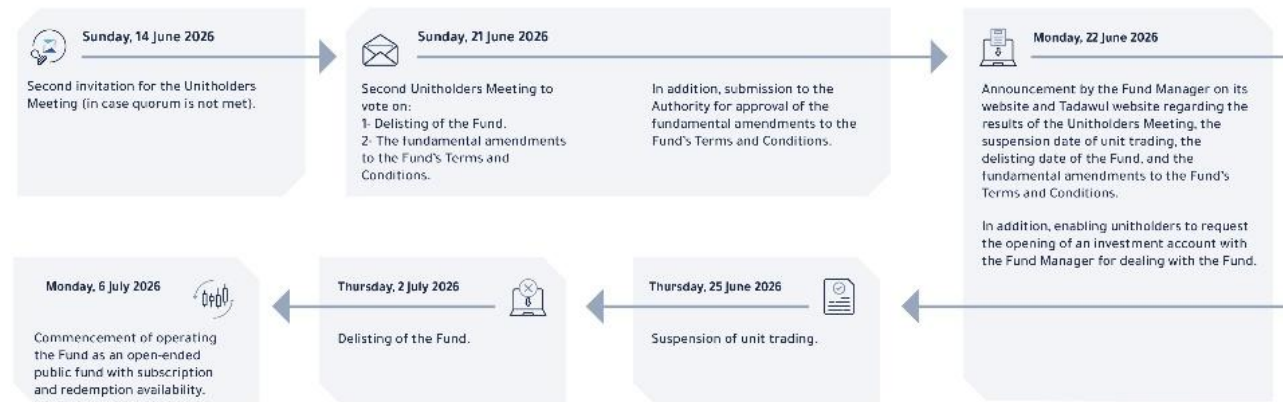 Sunday, 14 June 2026
Second invitation for the Unitholders
Meeting (in case quorum is not met).
Sunday, 21 June 2026
Second Unitholders Meeting to
vote on:
1- Delisting of the Fund.
2- The fundamental amendments
to the Fund's Terms and
Conditions.
In addition, submission to the
Authority for approval of the
fundamental amendments to the
Fund's Terms and Conditions.
Monday, 22 June 2026
Announcement by the Fund Manager on its
website and Tadawul website regarding the
results of the Unitholders Meeting, the
suspension date of unit trading, the
delisting date of the Fund, and the
fundamental amendments to the Fund's
Terms and Conditions.
In addition, enabling unitholders to request
the opening of an investment account with
the Fund Manager for dealing with the Fund.
Thursday, 25 June 2026
Suspension of unit trading.
Thursday, 2 July 2026
Delisting of the Fund.
Monday, 6 July 2026
Commencement of operating
the Fund as an open-ended
public fund with subscription
and redemption availability.